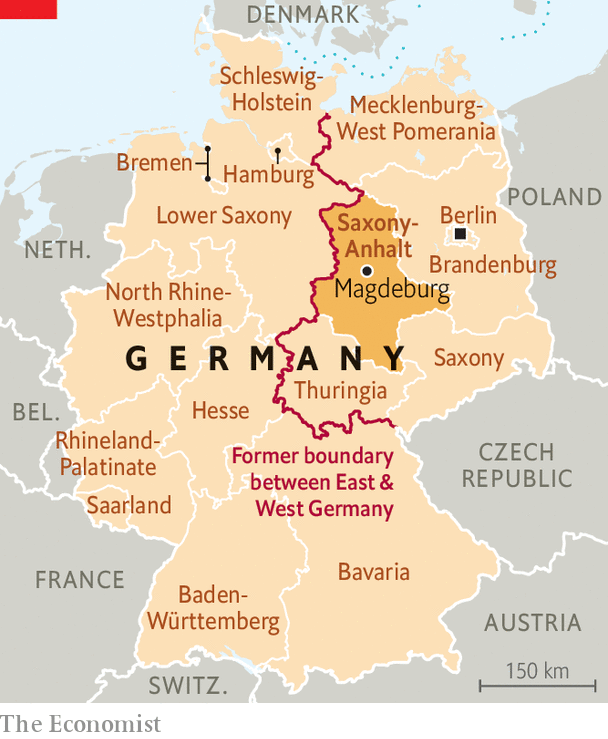 DENMARK
Schleswig-
Holstein
Mecklenburg-
West Pomerania
Bremen
Hamburg
POLAND
Lower Saxony
Saxony-
Anhalt
Berlin
NETH.
Brandenburg
Magdeburg
North Rhine-
Westphalia
GERMANY
Saxony
Thuringia
BEL.
Hesse
Rhineland-
Palatinate
Former boundary
between East &
West Germany
CZECH
REPUBLIC
Saarland
FRANCE
Bavaria
Baden-
Württemberg
AUSTRIA
SWITZ.
150 km
The Economist